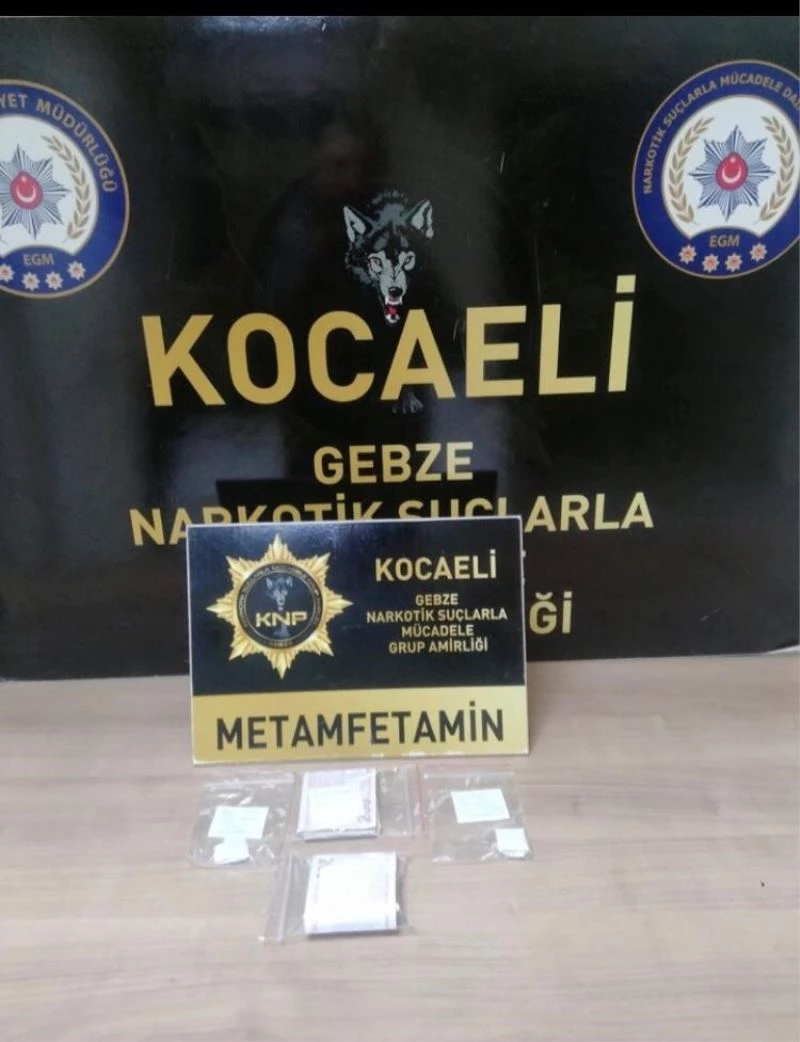 YET MÜDÜRLÜĞÜ
EGM
NARKOTİK SUÇLARLA MÜCADELE DA
EGM
KOCAELİ
GEBZE
NARKOTİK SUÇLARLA
Ğİ
KNP
KOCAELİ
GEBZE
NARKOTİK SUÇLARLA
MÜCADELE
GRUP AMİRLİĞİ
METAMFETAMİN